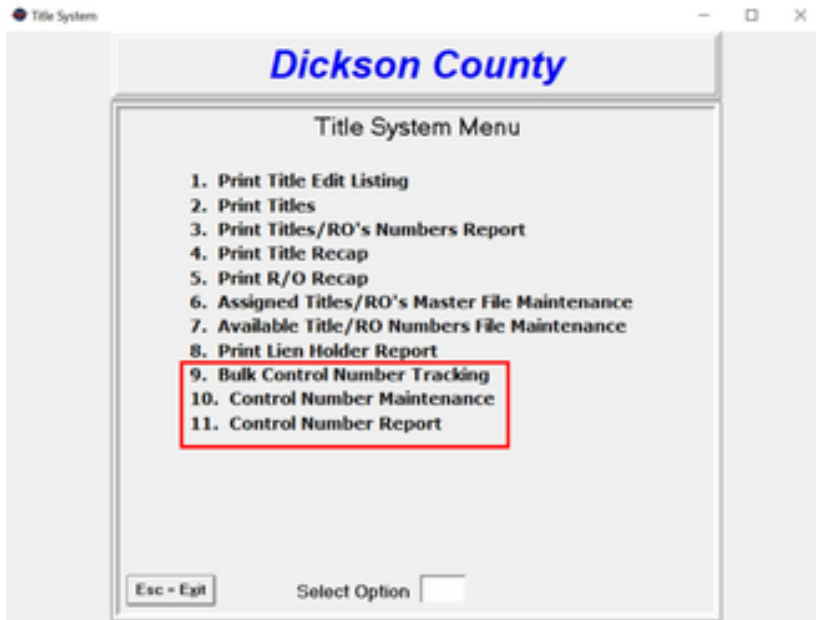 Title System
Dickson County
Title System Menu
1. Print Title Edit Listing
2. Print Titles
3. Print Titles/RO's Numbers Report
4. Print Title Recap
5. Print R/O Recap
6. Assigned Titles/RO's Master File Maintenance
7. Available Title/RO Numbers File Maintenance
8. Print Lien Holder Report
9. Bulk Control Number Tracking
10. Control Number Maintenance
11. Control Number Report
Esc - Exit
Select Option